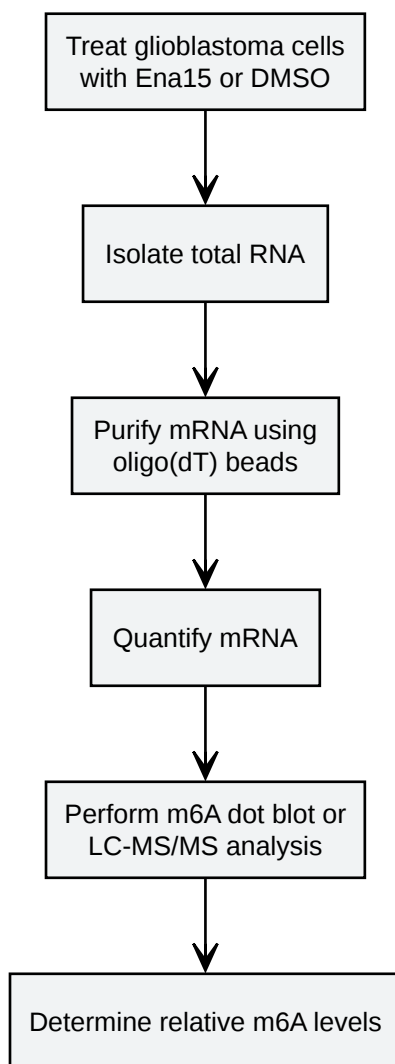 Treat glioblastoma cells
with Ena15 or DMSO
Isolate total RNA
Purify mRNA using
oligo(dT) beads
Quantify mRNA
Perform m6A dot blot or
LC-MS/MS analysis
Determine relative m6A levels